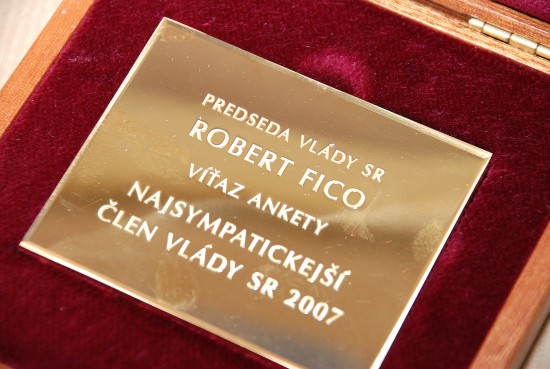 PREDSEDA VLÁDY SR
ROBERT FICO
VÍŤAZ ANKETY
NAJSYMPATICKEJŠÍ
ČLEN VLÁDY SR 2007